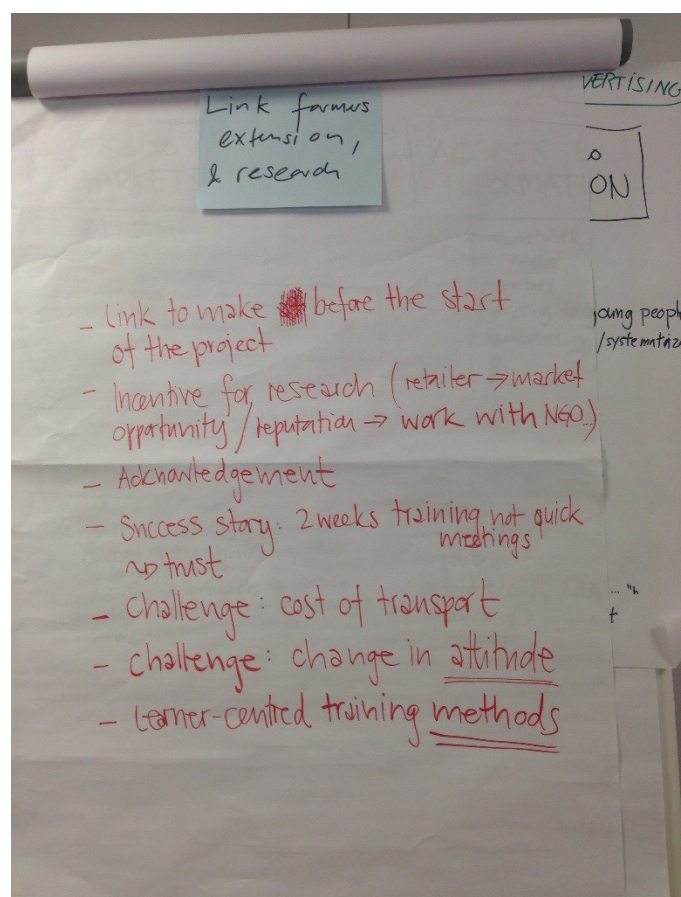 Link farmers
extension,
& research
VERTISING
ON
young peopl
/systematiz
- Link to make before the start
of the project
- Incentive for research (retailer → market
opportunity / reputation → work with NGO...)
- Acknowledgement
- Success story: 2 weeks training not quick
meetings
↳ trust
- Challenge: cost of transport
- Challenge: change in attitude
- Learner-centred training methods